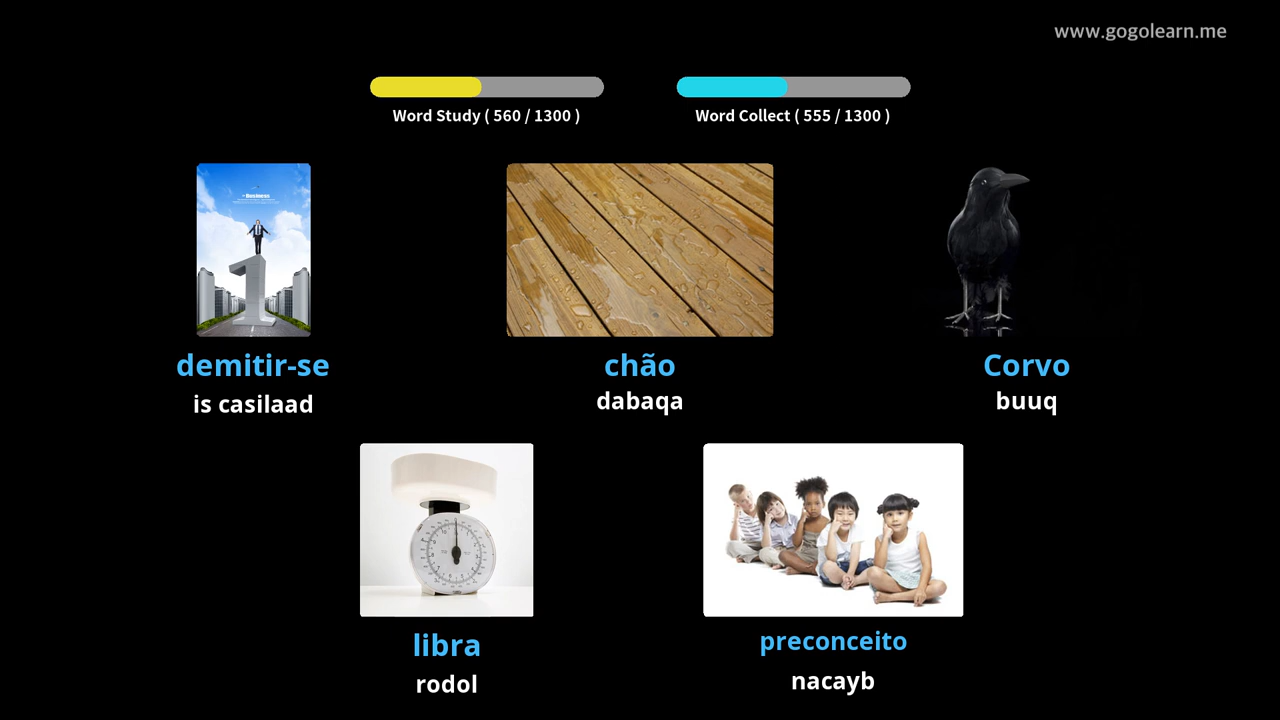 www.gogolearn.me
Word Study ( 560 / 1300 )
Word Collect ( 555 / 1300 )
Business
demitir-se
is casilaad
chão
dabaqa
Corvo
buuq
libra
rodol
preconceito
nacayb